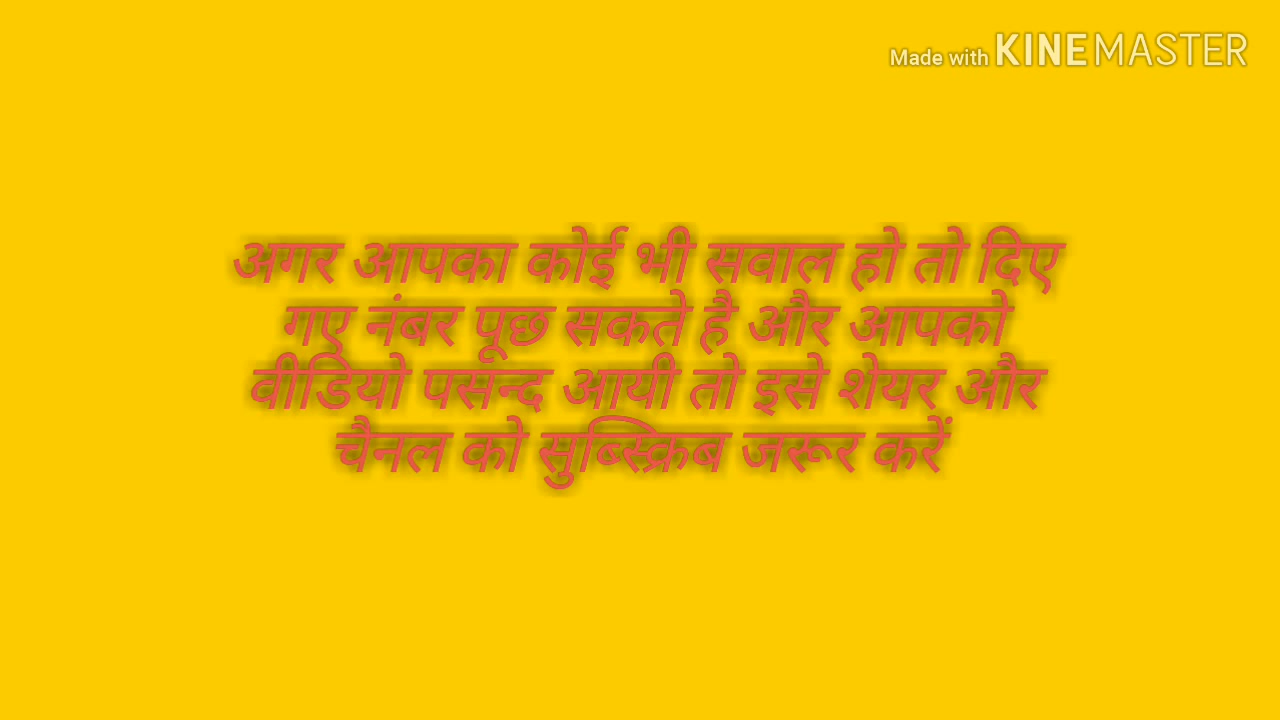 Made with KINEMASTER
अगर आपका कोई भी सवाल हो तो दिए
गए नंबर पूछ सकते है और आपको
वीडियो पसन्द आयी तो इसे शेयर और
चैनल को सुब्स्क्रिब जरूर करें